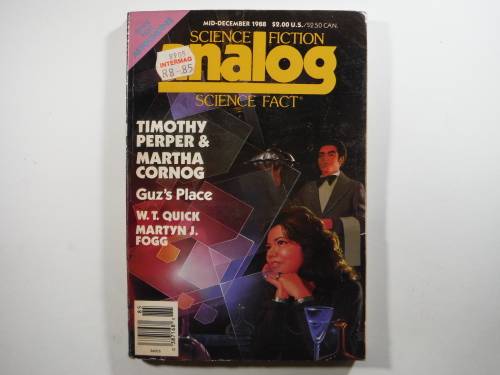 MID-DECEMBER 1988 $2.00 U.S./$2.50 CAN.
SCIENCE FICTION
analog
SCIENCE FACT
INTERMAG
TIMOTHY
PERPER &
MARTHA
CORNOG
Guz's Place
W. T. QUICK
MARTYN J.
FOGG